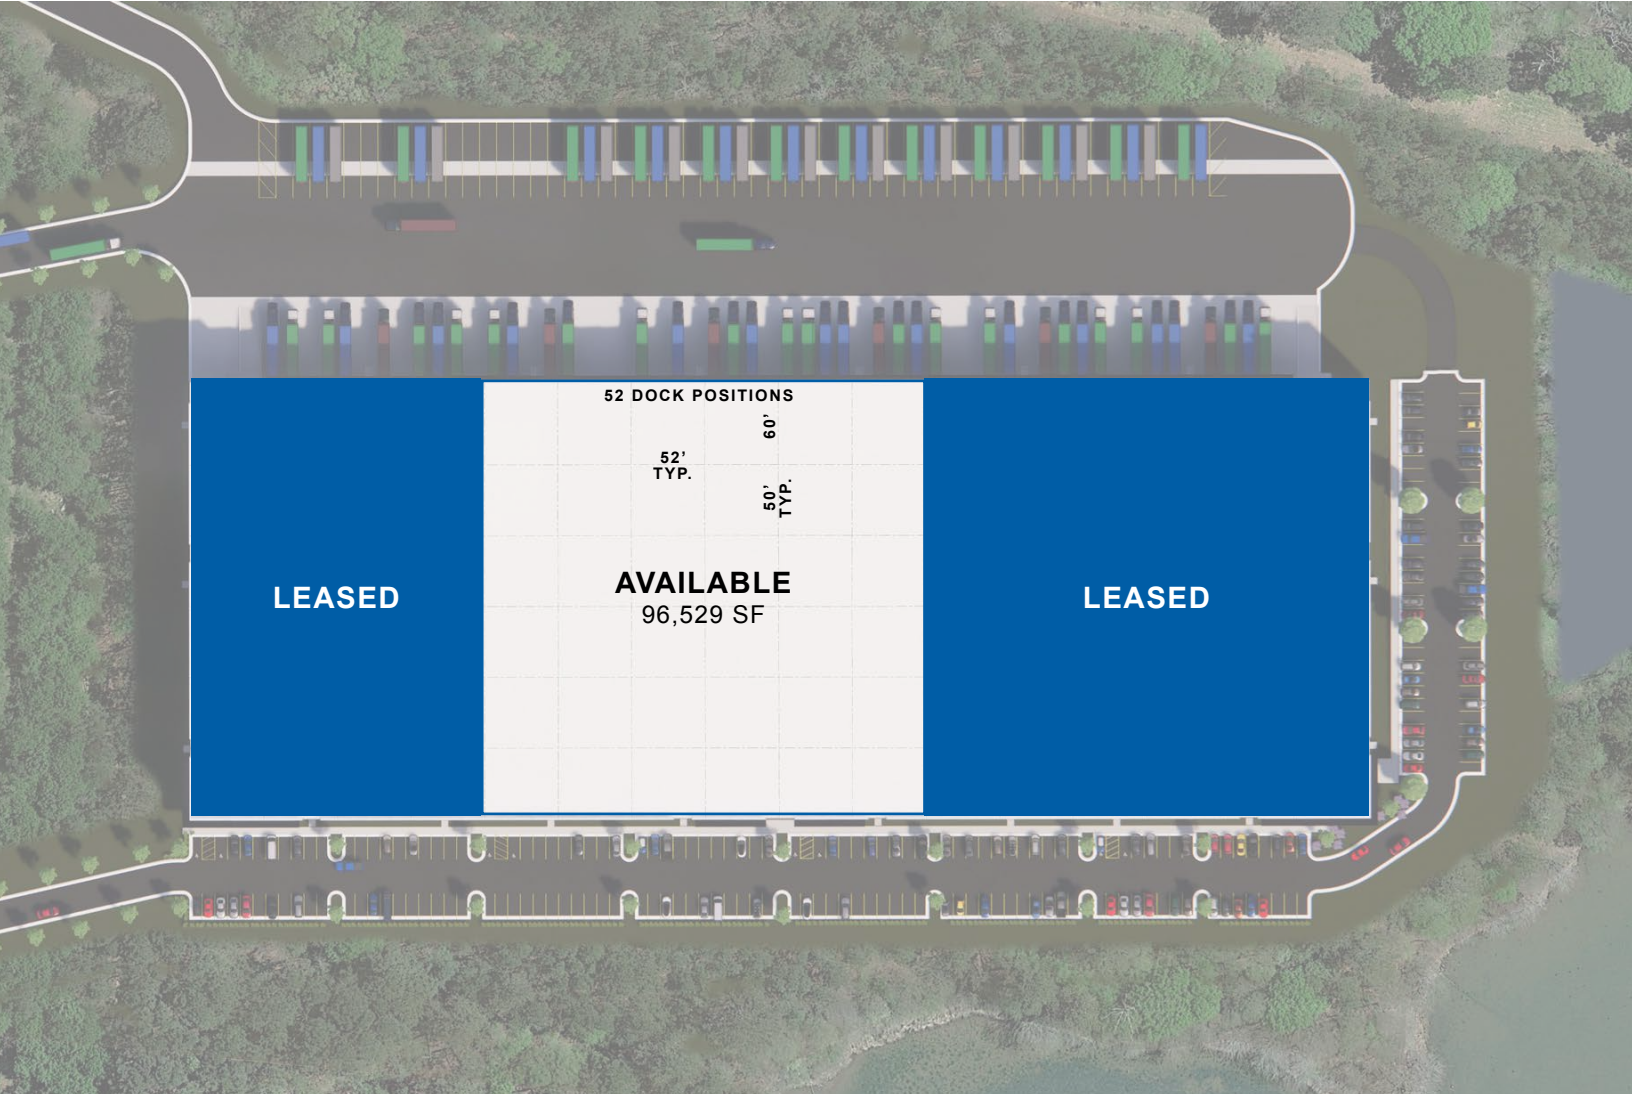 52 DOCK POSITIONS
60'
52'
TYP.
50'
TYP.
AVAILABLE
96,529 SF
LEASED
LEASED